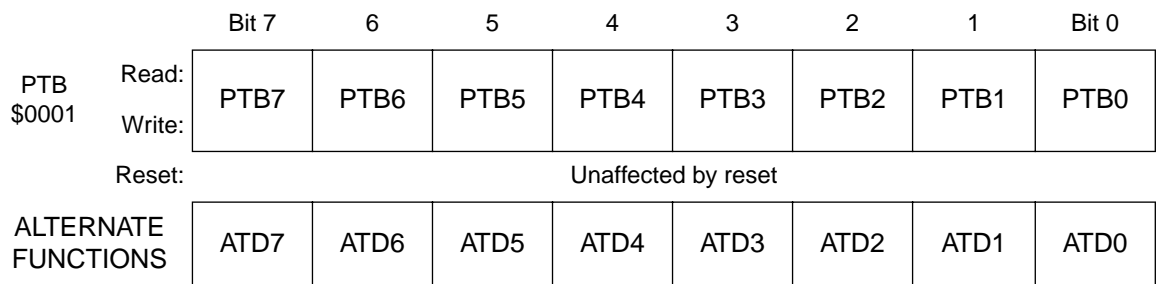 Bit 7 6 5 4 3 2 1 Bit 0
PTB
$0001
Read:
Write:
PTB7 PTB6 PTB5 PTB4 PTB3 PTB2 PTB1 PTB0
Reset: Unaffected by reset
ALTERNATE
FUNCTIONS
ATD7 ATD6 ATD5 ATD4 ATD3 ATD2 ATD1 ATD0